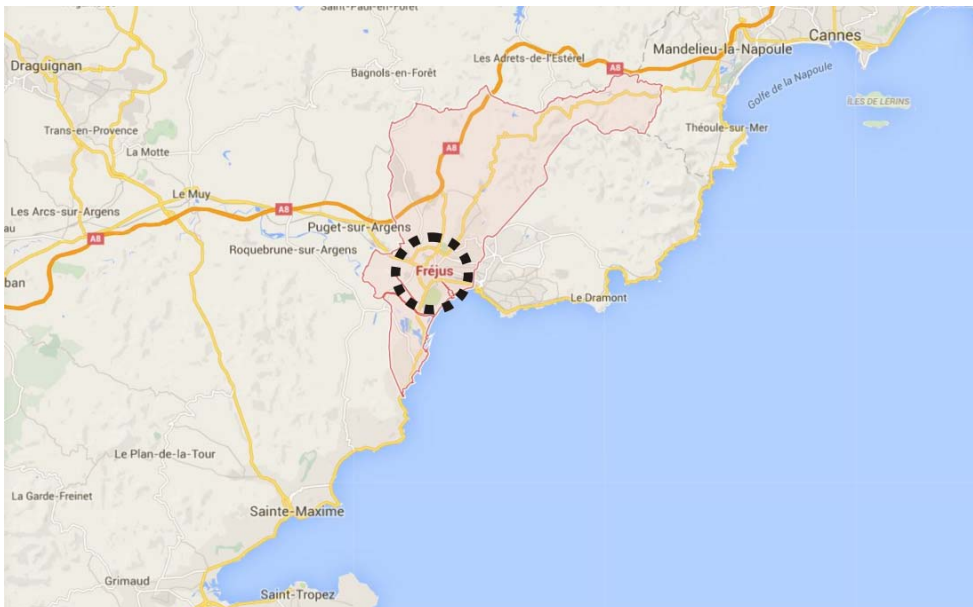 Saint-Paul-en-Forêt
Cannes
Mandelieu-la-Napoule
Les Adrets-de-l'Estérel
Draguignan
A8
Bagnols-en-Forêt
Golfe de la Napoule
ÎLES DE LÉRINS
Trans-en-Provence
Théoule-sur-Mer
La Motte
A8
Le Muy
Les Arcs-sur-Argens
A8
au
Puget-sur-Argens
A8
Roquebrune-sur-Argens
Fréjus
ban
Le Dramont
Le Plan-de-la-Tour
La Garde-Freinet
Sainte-Maxime
Grimaud
Saint-Tropez